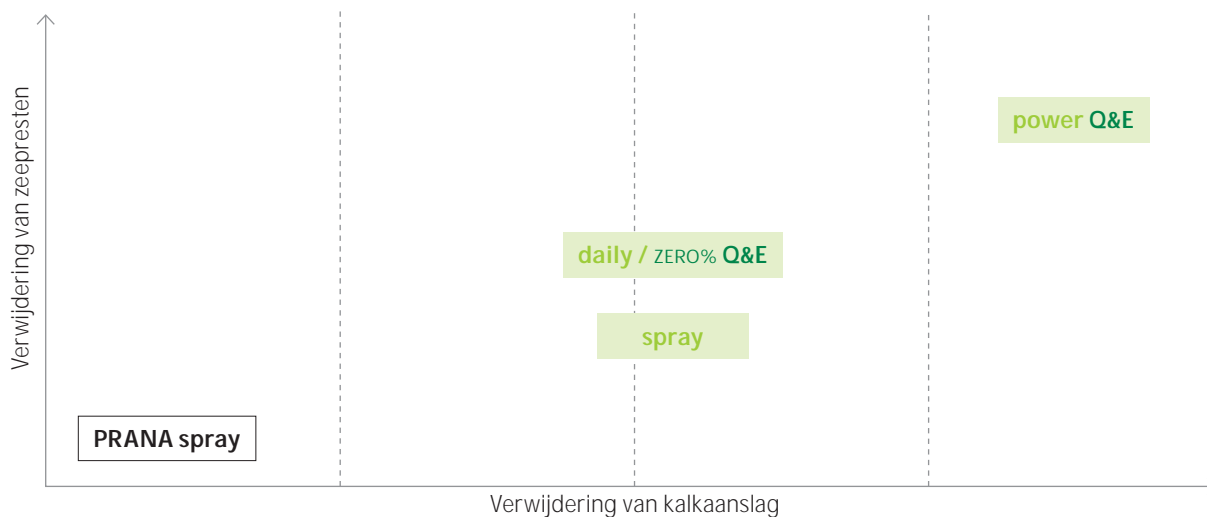 Verwijdering van zeepresten
power Q&E
daily / ZERO% Q&E
spray
PRANA spray
Verwijdering van kalkaanslag